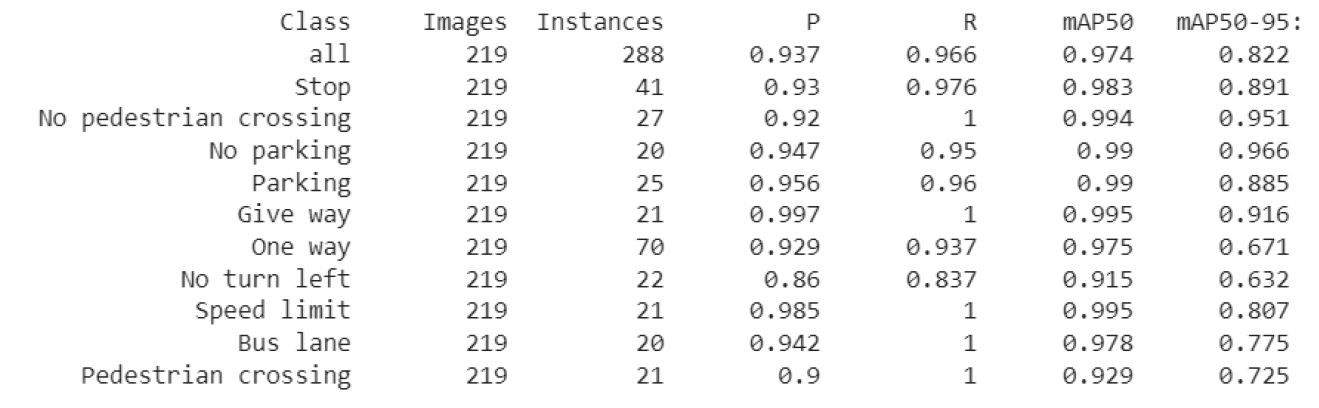 Class Images Instances P R mAP50 mAP50-95:
all 219 288 0.937 0.966 0.974 0.822
Stop 219 41 0.93 0.976 0.983 0.891
No pedestrian crossing 219 27 0.92 1 0.994 0.951
No parking 219 20 0.947 0.95 0.99 0.966
Parking 219 25 0.956 0.96 0.99 0.885
Give way 219 21 0.997 1 0.995 0.916
One way 219 70 0.929 0.937 0.975 0.671
No turn left 219 22 0.86 0.837 0.915 0.632
Speed limit 219 21 0.985 1 0.995 0.807
Bus lane 219 20 0.942 1 0.978 0.775
Pedestrian crossing 219 21 0.9 1 0.929 0.725